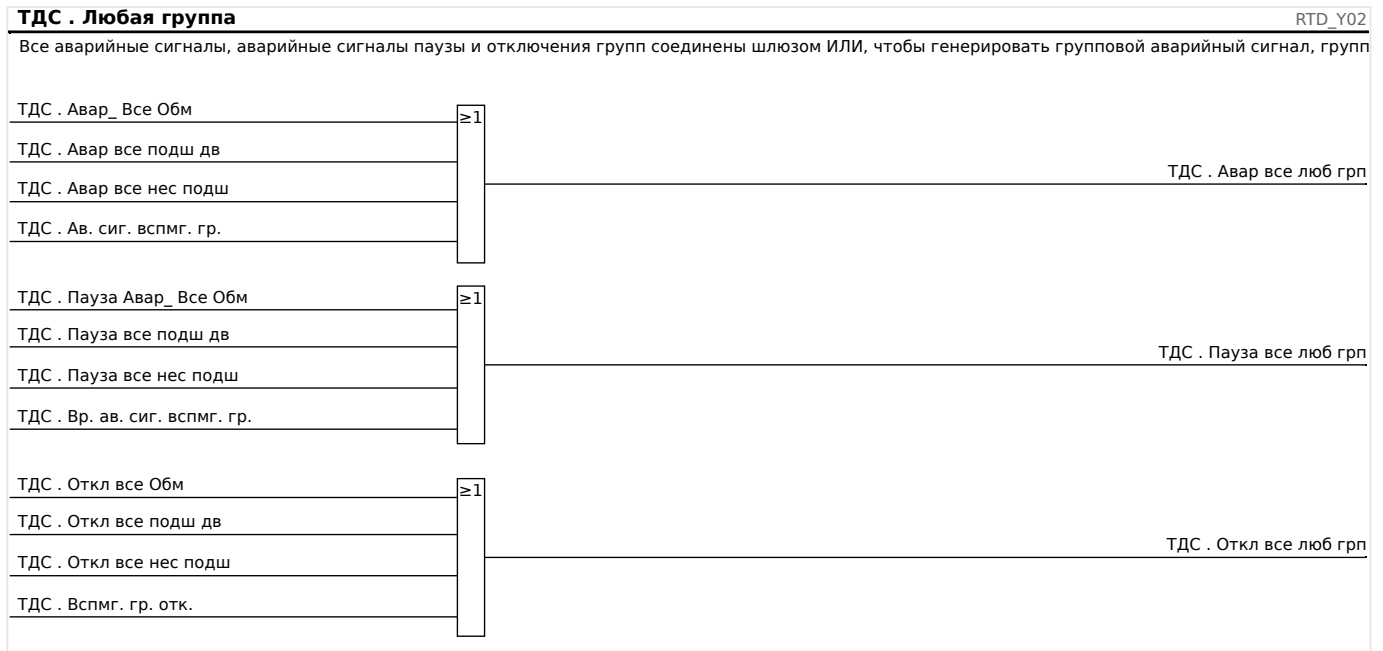 ТДС . Любая группа
RTD_Y02
Все аварийные сигналы, аварийные сигналы паузы и отключения групп соединены шлюзом ИЛИ, чтобы генерировать групповой аварийный сигнал, групп
ТДС . Авар_ Все Обм
≥1
ТДС . Авар все подш дв
ТДС . Авар все нес подш
ТДС . Ав. сиг. вспмг. гр.
ТДС . Авар все люб грп
ТДС . Пауза Авар_ Все Обм
≥1
ТДС . Пауза все подш дв
ТДС . Пауза все нес подш
ТДС . Вр. ав. сиг. вспмг. гр.
ТДС . Пауза все люб грп
ТДС . Откл все Обм
≥1
ТДС . Откл все подш дв
ТДС . Откл все нес подш
ТДС . Вспмг. гр. отк.
ТДС . Откл все люб грп